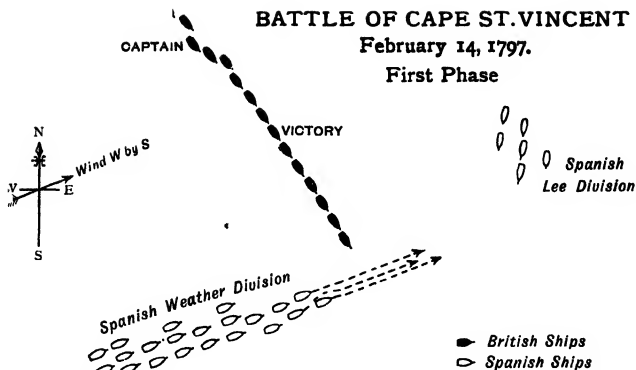 BATTLE OF CAPE ST. VINCENT
February 14, 1797.
First Phase
CAPTAIN
VICTORY
N
Wind W by S
E
S
Spanish
Lee Division
Spanish Weather Division
British Ships
Spanish Ships